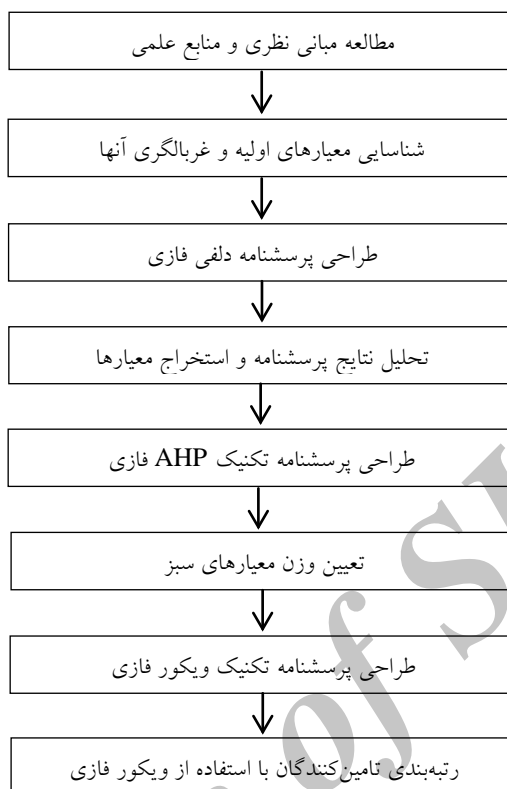 مطالعه مبانی نظری و منابع علمی
شناسایی معیارهای اولیه و غربالگری آنها
طراحی پرسشنامه دلفی فازی
تحلیل نتایج پرسشنامه و استخراج معیارها
طراحی پرسشنامه تکنیک AHP فازی
تعیین وزن معیارهای سبز
طراحی پرسشنامه تکنیک ویکور فازی
رتبه‌بندی تامین‌کنندگان با استفاده از ویکور فازی
of S